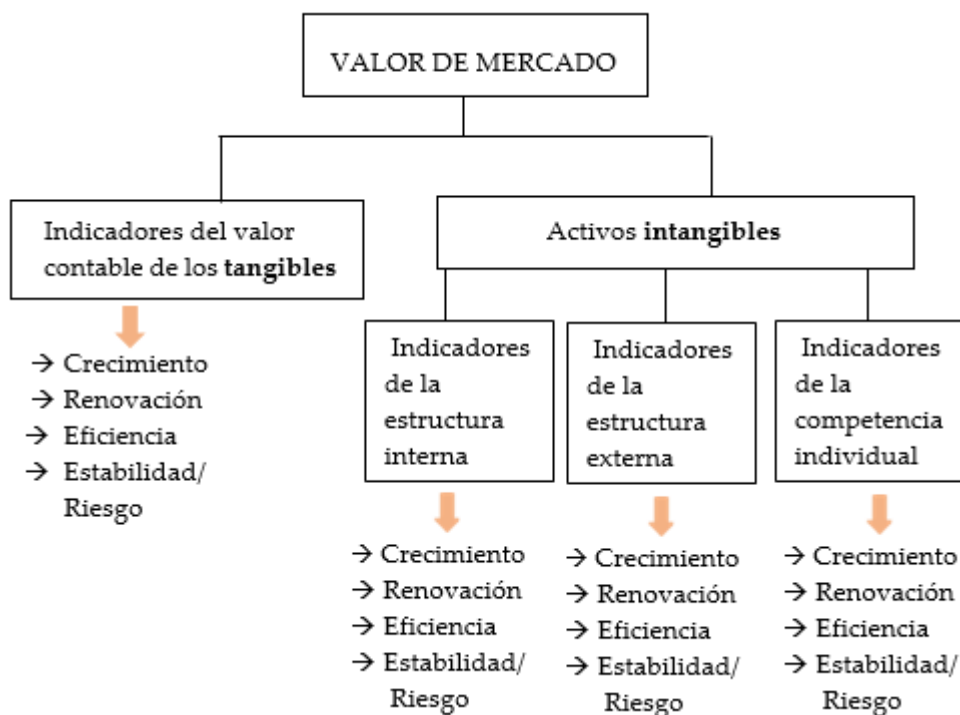 VALOR DE MERCADO
Indicadores del valor
contable de los tangibles
→ Crecimiento
→ Renovación
→ Eficiencia
→ Estabilidad/
Riesgo
Activos intangibles
Indicadores
de la
estructura
interna
→ Crecimiento
→ Renovación
→ Eficiencia
→ Estabilidad/
Riesgo
Indicadores
de la
estructura
externa
→ Crecimiento
→ Renovación
→ Eficiencia
→ Estabilidad/
Riesgo
Indicadores
de la
competencia
individual
→ Crecimiento
→ Renovación
→ Eficiencia
→ Estabilidad/
Riesgo